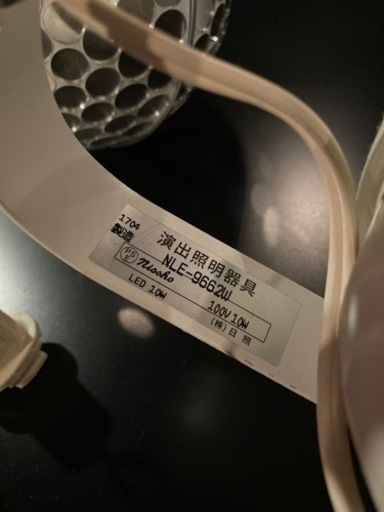 1704
製造
演出照明器具
NLE-9662W
PS
E
nissho
100V 10W
LED 10W
(株)日照